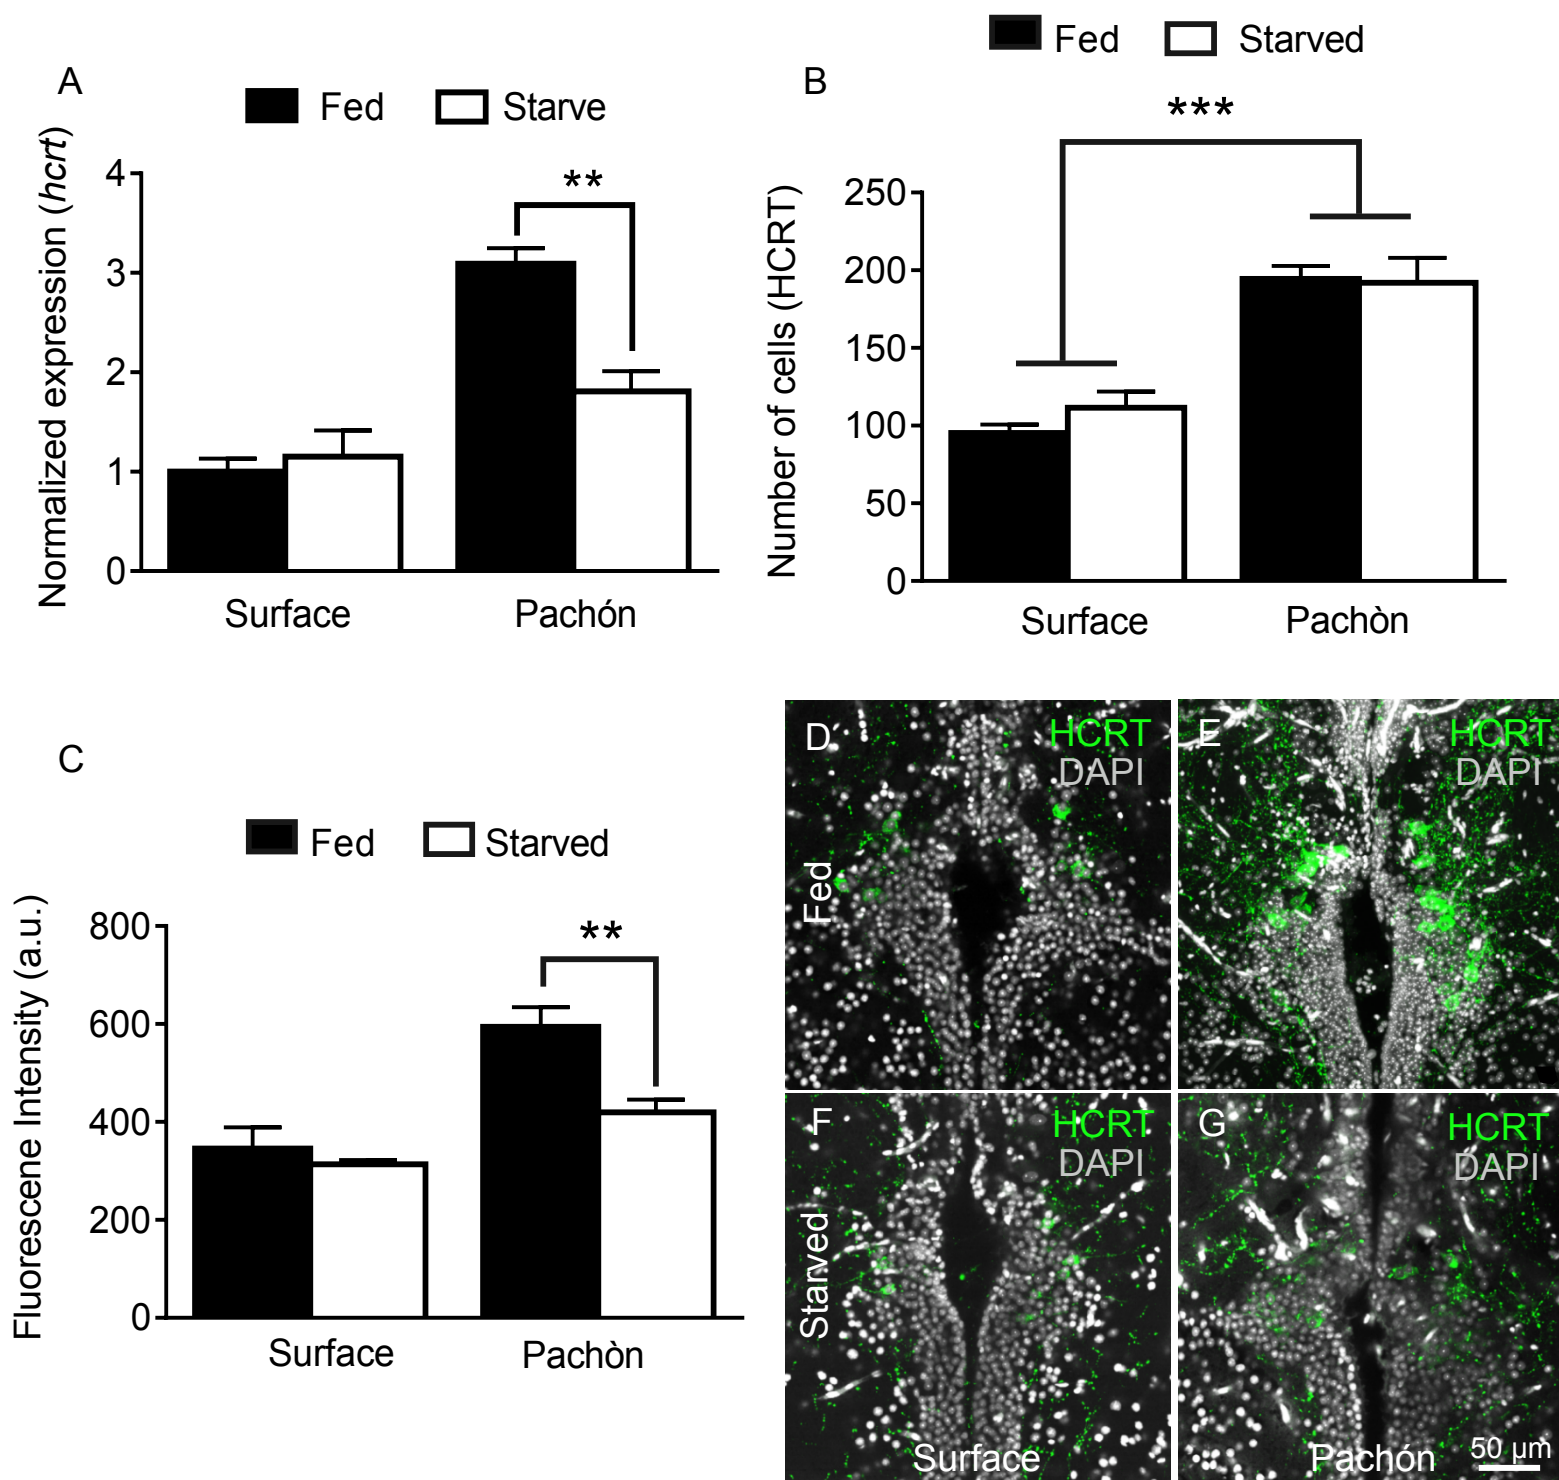 A
Fed Starve
Normalized expression (hcrt)
4
3
2
1
0
**
Surface Pachón
B
Fed Starved
***
Number of cells (HCRT)
250
200
150
100
50
0
Surface Pachòn
C
Fed Starved
Fluorescene Intensity (a.u.)
800
600
400
200
0
**
Surface Pachòn
D HCRT
DAPI
Fed
E HCRT
DAPI
F HCRT
DAPI
Starved
Surface
G HCRT
DAPI
Pachón
50 µm